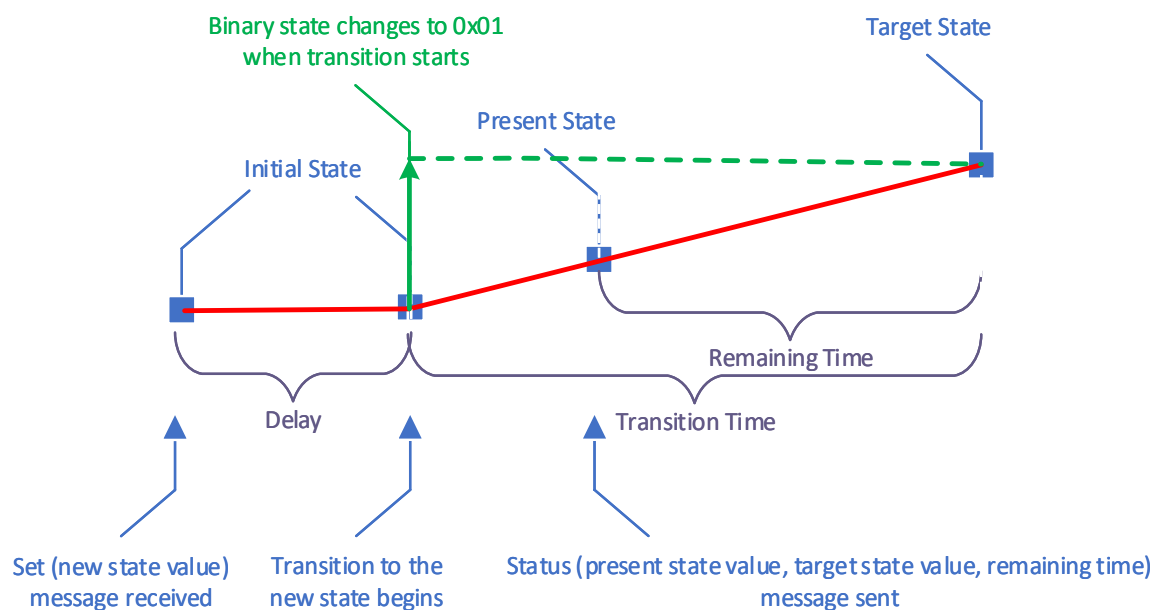 Binary state changes to 0x01
when transition starts
Target State
Present State
Initial State
Remaining Time
Delay
Transition Time
Set (new state value)
message received
Transition to the
new state begins
Status (present state value, target state value, remaining time)
message sent